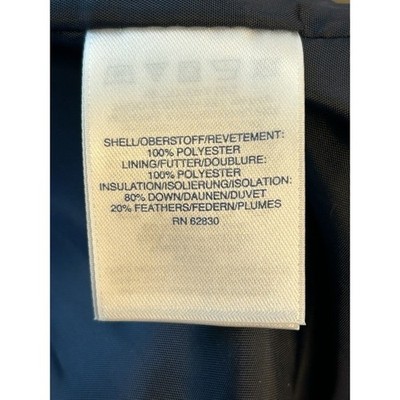 SHELL/OBERSTOFF/REVETEMENT:
100% POLYESTER
LINING/FUTTER/DOUBLURE:
100% POLYESTER
INSULATION/ISOLIERUNG/ISOLATION:
80% DOWN/DAUNEN/DUVET
20% FEATHERS/FEDERN/PLUMES
RN 62830